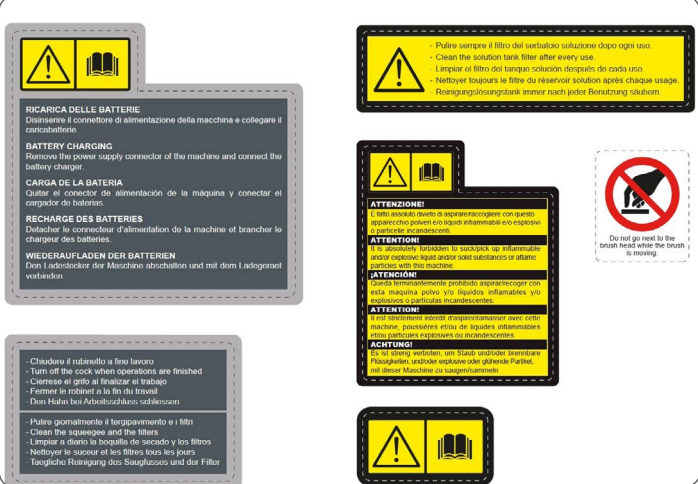 RICARICA DELLE BATTERIE
Disinserire il connettore di alimentazione della macchina e collegare il
caricabatterie.
BATTERY CHARGING
Remove the power supply connector of the machine and connect the
battery charger.
CARGA DE LA BATERIA
Quitar el conector de alimentación de la máquina y conectar el
cargador de baterias.
RECHARGE DES BATTERIES
Detacher le connecteur d'alimentation de la machine et brancher le
chargeur des batteries.
WIEDERAUFLADEN DER BATTERIEN
Den Ladestecker der Maschine abschalten und mit dem Ladegeraet
verbinden
- Chiudere il rubinetto a fine lavoro
- Turn off the cock when operations are finished
- Cierrese el grifo al finalizar el trabajo
- Fermer le robinet a la fin du travail
- Den Hahn bei Arbeitsschluss schliessen
- Pulire giornalmente il tergipavimento e i filtri
- Clean the squeegee and the filters
- Limpiar a diario la boquilla de secado y los filtros
- Nettoyer le suceur et les filtres tous les jours
- Taegliche Reinigung des Saugfusses und der Filter
- Pulire sempre il filtro del serbatoio soluzione dopo ogni uso.
- Clean the solution tank filter after every use.
- Limpiar el filtro del tanque solución después de cada uso.
- Nettoyer toujours le filtre du réservoir solution après chaque usage.
- Reinigungslösungstank immer nach jeder Benutzung säubern.
ATTENZIONE!
È fatto assoluto divieto di aspirare/raccogliere con questo
apparecchio polveri e/o liquidi infiammabili e/o esplosivi
o particelle incandescenti.
ATTENTION!
It is absolutely forbidden to suck/pick up inflammable
and/or explosive liquid and/or solid substances or aflame
particles with this machine.
¡ATENCIÓN!
Queda terminantemente prohibido aspirar/recoger con
esta maquina polvo y/o líquidos inflamables y/o
explosivos o partículas incandescentes.
ATTENTION!
Il est strictement interdit d'aspirer/ramasser avec cette
machine, poussières et/ou de liquides inflammables
et/ou particules explosives ou incandescentes.
ACHTUNG!
Es ist streng verboten, um Staub und/oder brennbare
Flüssigkeiten, und/oder explosive oder glühende Partikel,
mit dieser Maschine zu saugen/sammeln
Do not go next to the
brush head while the brush
is moving.